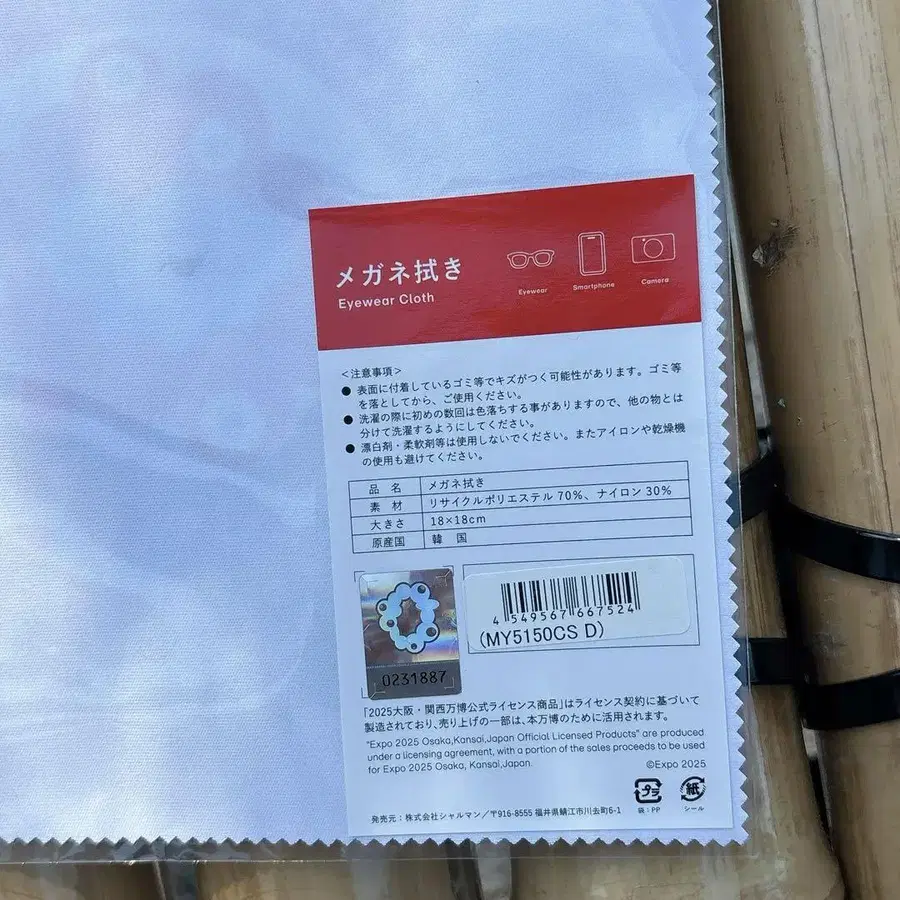 メガネ拭き
Eyewear Cloth
Eyewear
Smartphone
Camera
＜注意事項＞
● 表面に付着しているゴミ等でキズがつく可能性があります。ゴミ等
を落としてから、ご使用ください。
● 洗濯の際に初めの数回は色落ちする事がありますので、他の物とは
分けて洗濯するようにしてください。
● 漂白剤・柔軟剤等は使用しないでください。またアイロンや乾燥機
の使用も避けてください。
品 名 メガネ拭き
素 材 リサイクルポリエステル 70%、ナイロン 30%
大きさ 18×18cm
原産国 韓 国
0231887
4 549567 667524
(MY5150CS D)
「2025大阪・関西万博公式ライセンス商品」はライセンス契約に基づいて
製造されており、売り上げの一部は、本万博のために活用されます。
"Expo 2025 Osaka,Kansai,Japan Official Licensed Products" are produced
under a licensing agreement, with a portion of the sales proceeds to be used
for Expo 2025 Osaka, Kansai,Japan.
©Expo 2025
プラ
袋：PP
紙
シール
発売元：株式会社シャルマン/〒916-8555 福井県鯖江市川去町6-1